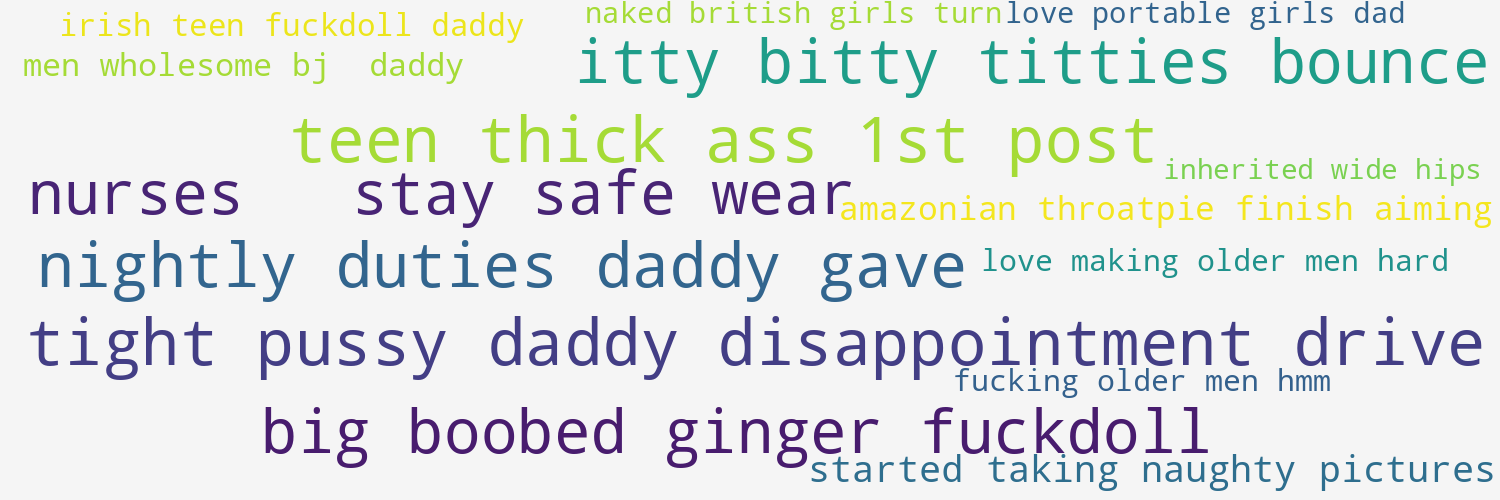 irish teen fuckdoll daddy
naked british girls turn
love portable girls dad
men wholesome bj daddy
itty bitty titties bounce
teen thick ass 1st post
inherited wide hips
nurses stay safe wear
amazonian throatpie finish aiming
nightly duties daddy gave
love making older men hard
tight pussy daddy disappointment drive
fucking older men hmm
big boobed ginger fuckdoll
started taking naughty pictures